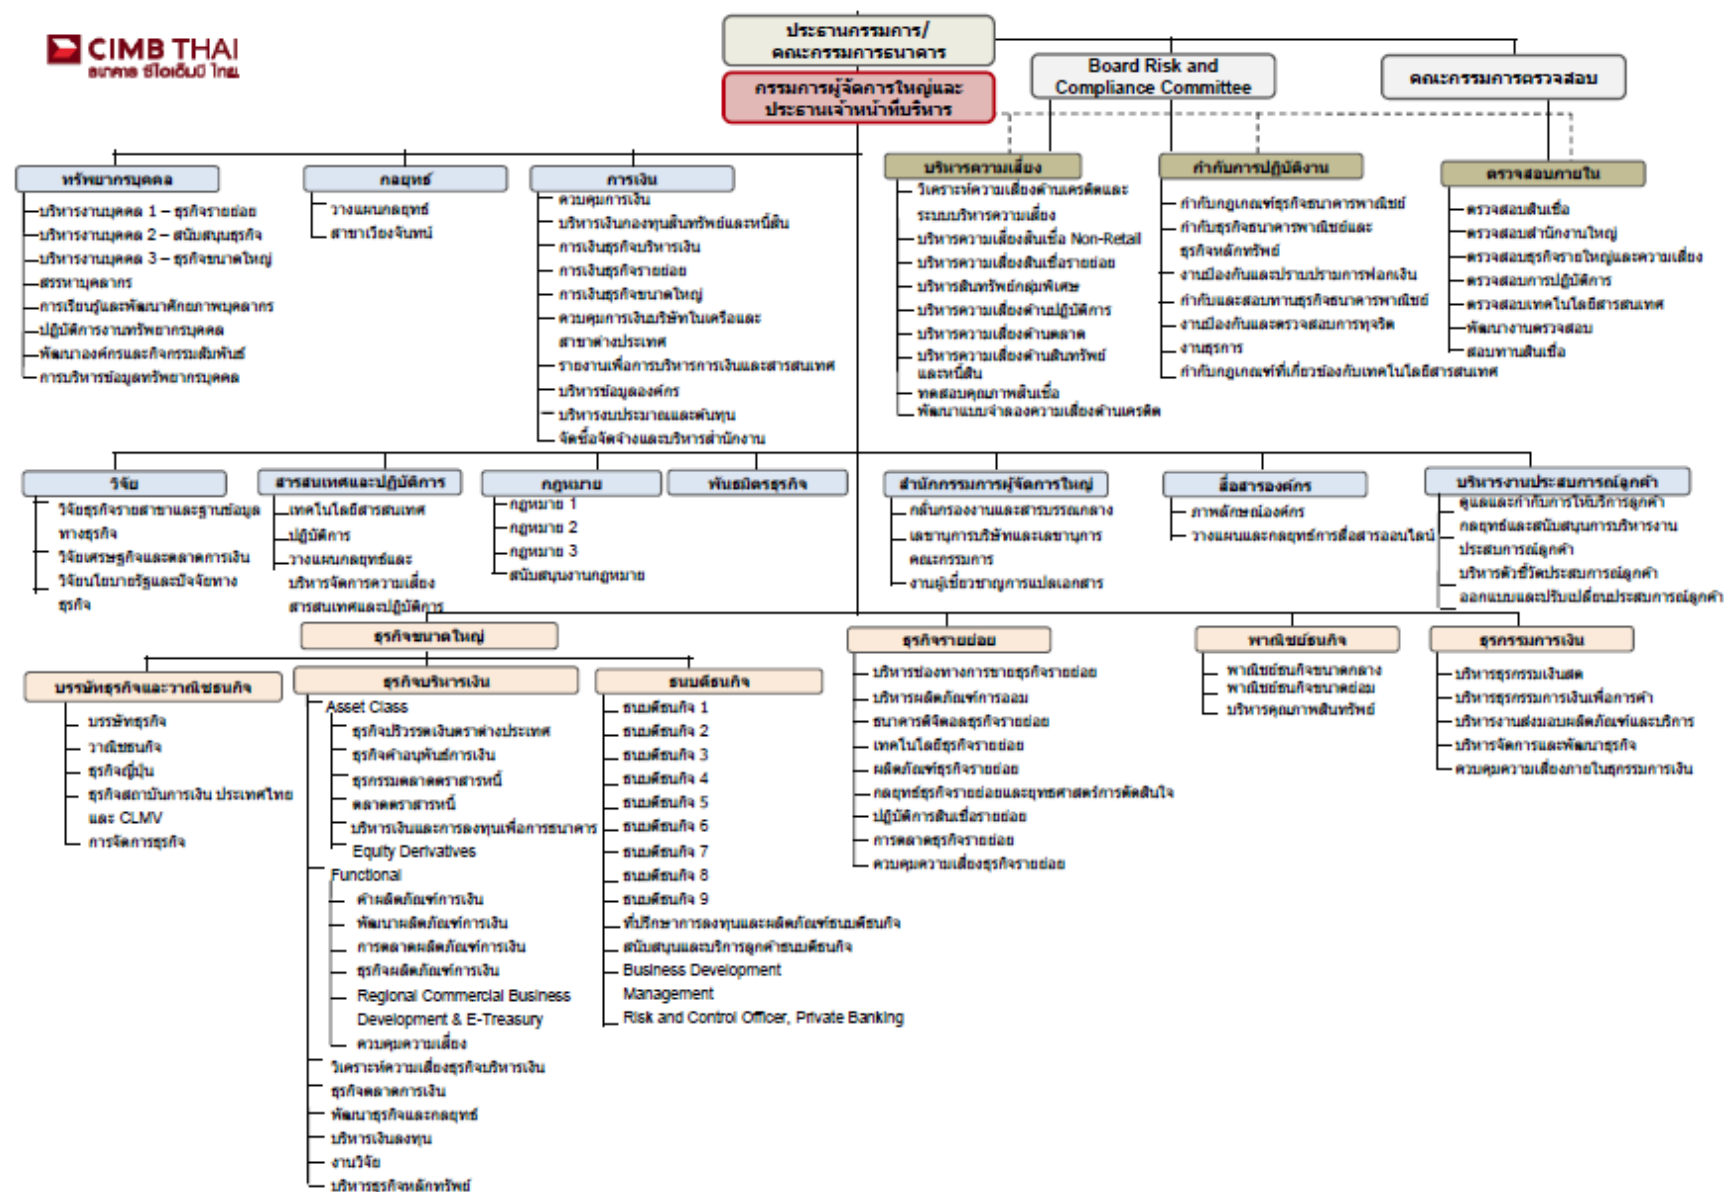 CIMB THAI
ธนาคาร ซีไอเอ็มบี ไทย
ประธานกรรมการ/
คณะกรรมการธนาคาร
กรรมการผู้จัดการใหญ่และ
ประธานเจ้าหน้าที่บริหาร
Board Risk and
Compliance Committee
คณะกรรมการตรวจสอบ
ทรัพยากรบุคคล
บริหารงานบุคคล 1 – ธุรกิจรายย่อย
บริหารงานบุคคล 2 – สนับสนุนธุรกิจ
บริหารงานบุคคล 3 – ธุรกิจขนาดใหญ่
สรรหาบุคลากร
การเรียนรู้และพัฒนาศักยภาพบุคลากร
ปฏิบัติการงานทรัพยากรบุคคล
พัฒนาองค์กรและกิจกรรมสัมพันธ์
การบริหารข้อมูลทรัพยากรบุคคล
กลยุทธ์
วางแผนกลยุทธ์
สาขาเวียงจันทน์
การเงิน
ควบคุมการเงิน
บริหารเงินกองทุนสินทรัพย์และหนี้สิน
การเงินธุรกิจบริหารเงิน
การเงินธุรกิจรายย่อย
การเงินธุรกิจขนาดใหญ่
ควบคุมการเงินบริษัทในเครือและ
สาขาต่างประเทศ
รายงานเพื่อการบริหารการเงินและสารสนเทศ
บริหารข้อมูลองค์กร
บริหารงบประมาณและต้นทุน
จัดซื้อจัดจ้างและบริหารสำนักงาน
บริหารความเสี่ยง
วิเคราะห์ความเสี่ยงด้านเครดิตและ
ระบบบริหารความเสี่ยง
บริหารความเสี่ยงสินเชื่อ Non-Retail
บริหารความเสี่ยงสินเชื่อรายย่อย
บริหารสินทรัพย์กลุ่มพิเศษ
บริหารความเสี่ยงด้านปฏิบัติการ
บริหารความเสี่ยงด้านตลาด
บริหารความเสี่ยงด้านสินทรัพย์
และหนี้สิน
ทดสอบคุณภาพสินเชื่อ
พัฒนาแบบจำลองความเสี่ยงด้านเครดิต
กำกับการปฏิบัติงาน
กำกับกฎเกณฑ์ธุรกิจธนาคารพาณิชย์
กำกับธุรกิจธนาคารพาณิชย์และ
ธุรกิจหลักทรัพย์
งานป้องกันและปราบปรามการฟอกเงิน
กำกับและสอบทานธุรกิจธนาคารพาณิชย์
งานป้องกันและตรวจสอบการทุจริต
งานธุรการ
กำกับกฎเกณฑ์ที่เกี่ยวข้องกับเทคโนโลยีสารสนเทศ
ตรวจสอบภายใน
ตรวจสอบสินเชื่อ
ตรวจสอบสำนักงานใหญ่
ตรวจสอบธุรกิจรายใหญ่และความเสี่ยง
ตรวจสอบการปฏิบัติการ
ตรวจสอบเทคโนโลยีสารสนเทศ
พัฒนางานตรวจสอบ
สอบทานสินเชื่อ
วิจัย
วิจัยธุรกิจรายสาขาและฐานข้อมูล
ทางธุรกิจ
วิจัยเศรษฐกิจและตลาดการเงิน
วิจัยนโยบายรัฐและปัจจัยทาง
ธุรกิจ
สารสนเทศและปฏิบัติการ
เทคโนโลยีสารสนเทศ
ปฏิบัติการ
วางแผนกลยุทธ์และ
บริหารจัดการความเสี่ยง
สารสนเทศและปฏิบัติการ
กฎหมาย
กฎหมาย 1
กฎหมาย 2
กฎหมาย 3
สนับสนุนงานกฎหมาย
พันธมิตรธุรกิจ
สำนักกรรมการผู้จัดการใหญ่
กลั่นกรองงานและสารบรรณกลาง
เลขานุการบริษัทและเลขานุการ
คณะกรรมการ
งานผู้เชี่ยวชาญการแปลเอกสาร
สื่อสารองค์กร
ภาพลักษณ์องค์กร
วางแผนและกลยุทธ์การสื่อสารออนไลน์
บริหารงานประสบการณ์ลูกค้า
ดูแลและกำกับการให้บริการลูกค้า
กลยุทธ์และสนับสนุนการบริหารงาน
ประสบการณ์ลูกค้า
บริหารตัวชี้วัดประสบการณ์ลูกค้า
ออกแบบและปรับเปลี่ยนประสบการณ์ลูกค้า
ธุรกิจขนาดใหญ่
บรรษัทธุรกิจและวาณิชธนกิจ
บรรษัทธุรกิจ
วาณิชธนกิจ
ธุรกิจญี่ปุ่น
ธุรกิจสถาบันการเงิน ประเทศไทย
และ CLMV
การจัดการธุรกิจ
ธุรกิจบริหารเงิน
Asset Class
ธุรกิจปริวรรตเงินตราต่างประเทศ
ธุรกิจค้าอนุพันธ์การเงิน
ธุรกรรมตลาดตราสารหนี้
ตลาดตราสารหนี้
บริหารเงินและการลงทุนเพื่อการธนาคาร
Equity Derivatives
Functional
ค้าผลิตภัณฑ์การเงิน
พัฒนาผลิตภัณฑ์การเงิน
การตลาดผลิตภัณฑ์การเงิน
ธุรกิจผลิตภัณฑ์การเงิน
Regional Commercial Business
Development & E-Treasury
ควบคุมความเสี่ยง
วิเคราะห์ความเสี่ยงธุรกิจบริหารเงิน
ธุรกิจตลาดการเงิน
พัฒนาธุรกิจและกลยุทธ์
บริหารเงินลงทุน
งานวิจัย
บริหารธุรกิจหลักทรัพย์
ธนบดีธนกิจ
ธนบดีธนกิจ 1
ธนบดีธนกิจ 2
ธนบดีธนกิจ 3
ธนบดีธนกิจ 4
ธนบดีธนกิจ 5
ธนบดีธนกิจ 6
ธนบดีธนกิจ 7
ธนบดีธนกิจ 8
ธนบดีธนกิจ 9
ที่ปรึกษาการลงทุนและผลิตภัณฑ์ธนบดีธนกิจ
สนับสนุนและบริการลูกค้าธนบดีธนกิจ
Business Development
Management
Risk and Control Officer, Private Banking
ธุรกิจรายย่อย
บริหารช่องทางการขายธุรกิจรายย่อย
บริหารผลิตภัณฑ์การออม
ธนาคารดิจิตอลธุรกิจรายย่อย
เทคโนโลยีธุรกิจรายย่อย
ผลิตภัณฑ์ธุรกิจรายย่อย
กลยุทธ์ธุรกิจรายย่อยและยุทธศาสตร์การตัดสินใจ
ปฏิบัติการสินเชื่อรายย่อย
การตลาดธุรกิจรายย่อย
ควบคุมความเสี่ยงธุรกิจรายย่อย
พาณิชย์ธนกิจ
พาณิชย์ธนกิจขนาดกลาง
พาณิชย์ธนกิจขนาดย่อม
บริหารคุณภาพสินทรัพย์
ธุรกรรมการเงิน
บริหารธุรกรรมเงินสด
บริหารธุรกรรมการเงินเพื่อการค้า
บริหารงานส่งมอบผลิตภัณฑ์และบริการ
บริหารจัดการและพัฒนาธุรกิจ
ควบคุมความเสี่ยงภายในธุกรรมการเงิน